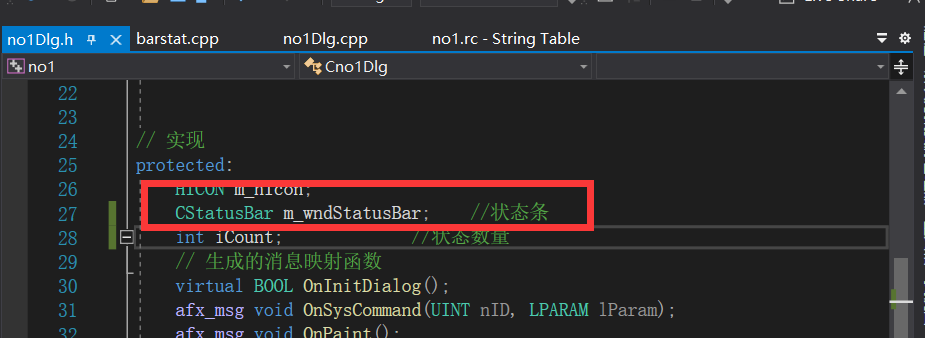 no1Dlg.h barstat.cpp no1Dlg.cpp no1.rc - String Table
no1 Cno1Dlg
22
23
24 // 实现
25 protected:
26 HICON m_hIcon;
27 CStatusBar m_wndStatusBar; //状态条
28 int iCount; //状态数量
29 // 生成的消息映射函数
30 virtual BOOL OnInitDialog();
31 afx_msg void OnSysCommand(UINT nID, LPARAM lParam);
32 afx_msg void OnPaint();